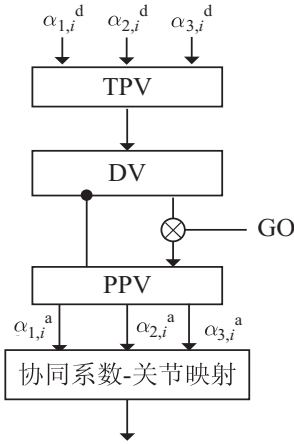 α₁,ᵢᵈ α₂,ᵢᵈ α₃,ᵢᵈ
TPV
DV
GO
PPV
α₁,ᵢᵃ α₂,ᵢᵃ α₃,ᵢᵃ
协同系数-关节映射